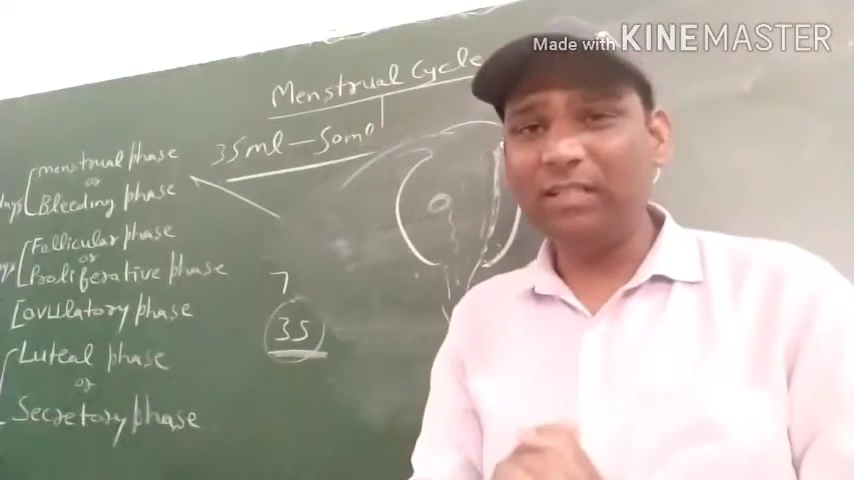 Made with KINEMASTER
Menstrual Cycle
35ml - 50ml
menstrual phase
or
Bleeding phase
Follicular phase
or
Proliferative phase
ovulatory phase
Luteal phase
or
Secretory phase
7
35